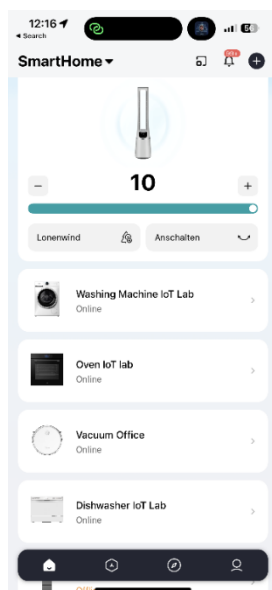 12:16
Search
SmartHome
99+
10
Lonenwind
Anschalten
Washing Machine IoT Lab
Online
Oven IoT lab
Online
Vacuum Office
Online
Dishwasher IoT Lab
Online